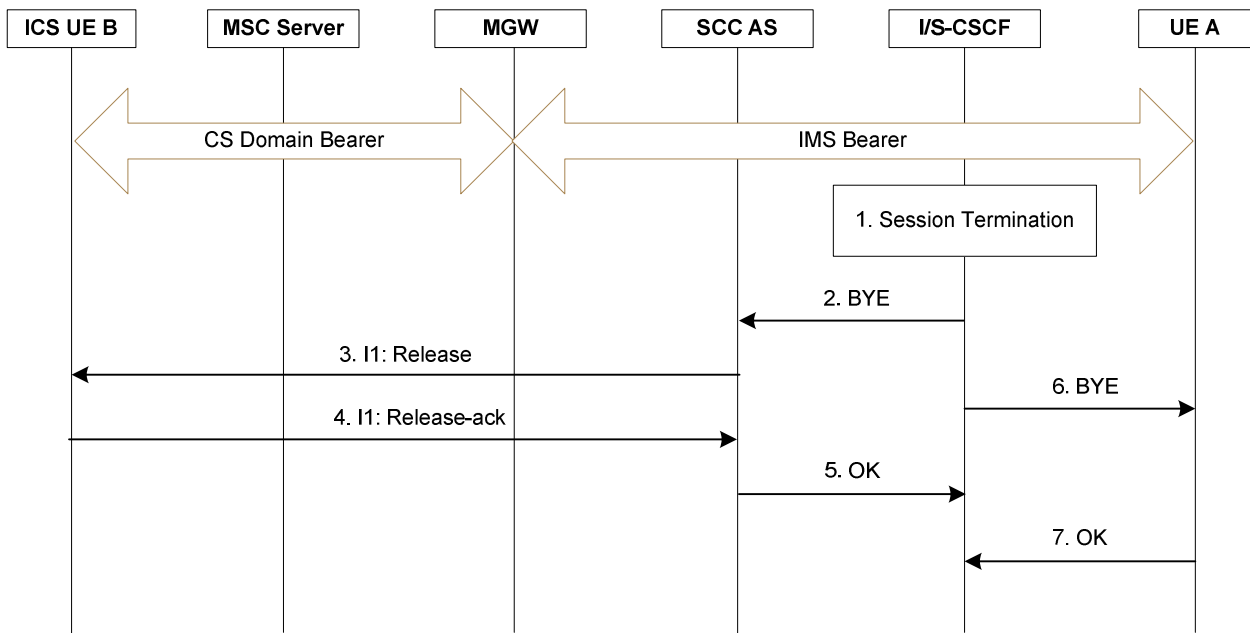 ICS UE B
MSC Server
MGW
SCC AS
I/S-CSCF
UE A
CS Domain Bearer
IMS Bearer
1. Session Termination
2. BYE
3. I1: Release
6. BYE
4. I1: Release-ack
5. OK
7. OK